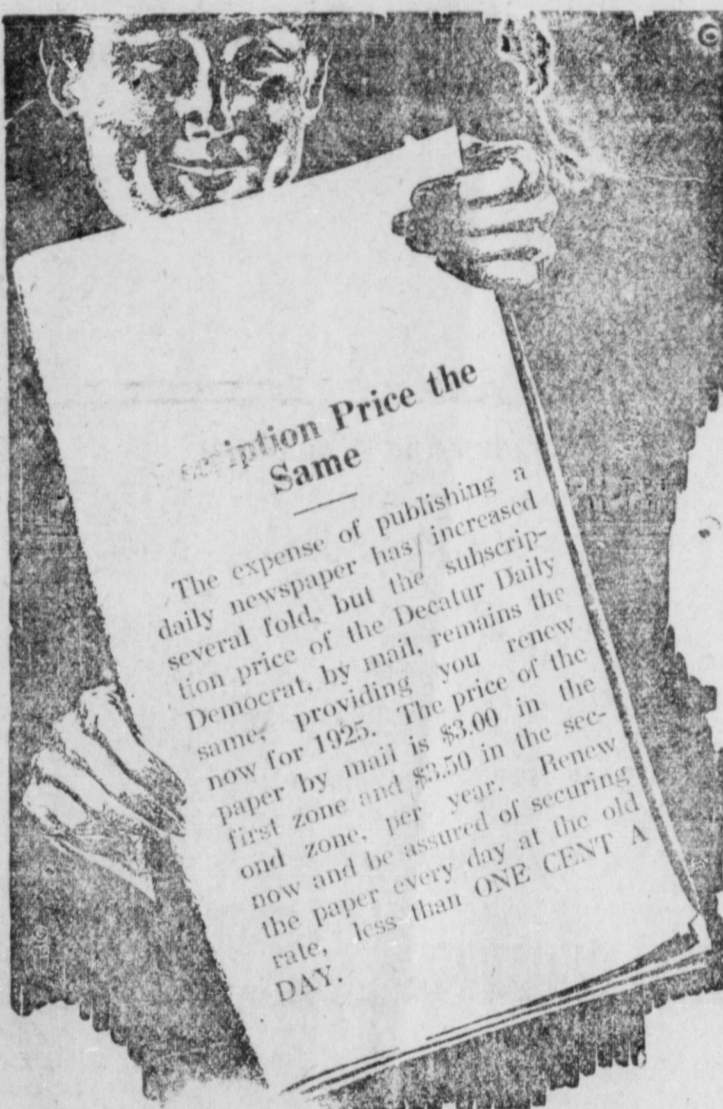 scription Price the
Same
The expense of publishing a
daily newspaper has increased
several fold, but the subscrip-
tion price of the Decatur Daily
Democrat, by mail, remains the
same, providing you renew
now for 1925. The price of the
paper by mail is $3.00 in the
first zone and $3.50 in the sec-
ond zone, per year. Renew
now and be assured of securing
the paper every day at the old
rate, less than ONE CENT A
DAY.